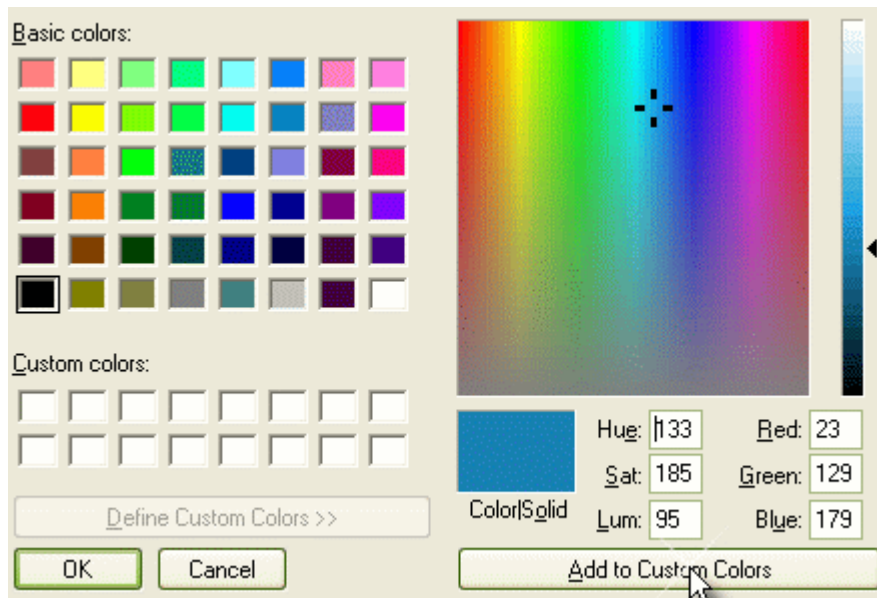 Basic colors:
Custom colors:
Define Custom Colors >>
OK Cancel
Color|Solid
Hue: 133 Red: 23
Sat: 185 Green: 129
Lum: 95 Blue: 179
Add to Custom Colors